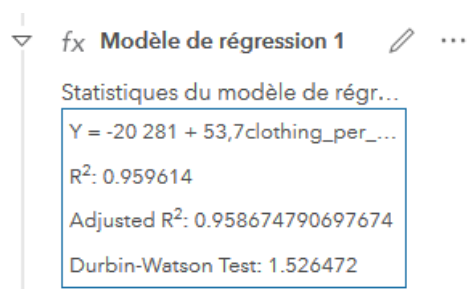 fx Modèle de régression 1 ...
Statistiques du modèle de régr...
Y = -20 281 + 53,7clothing_per_...
R²: 0.959614
Adjusted R²: 0.958674790697674
Durbin-Watson Test: 1.526472